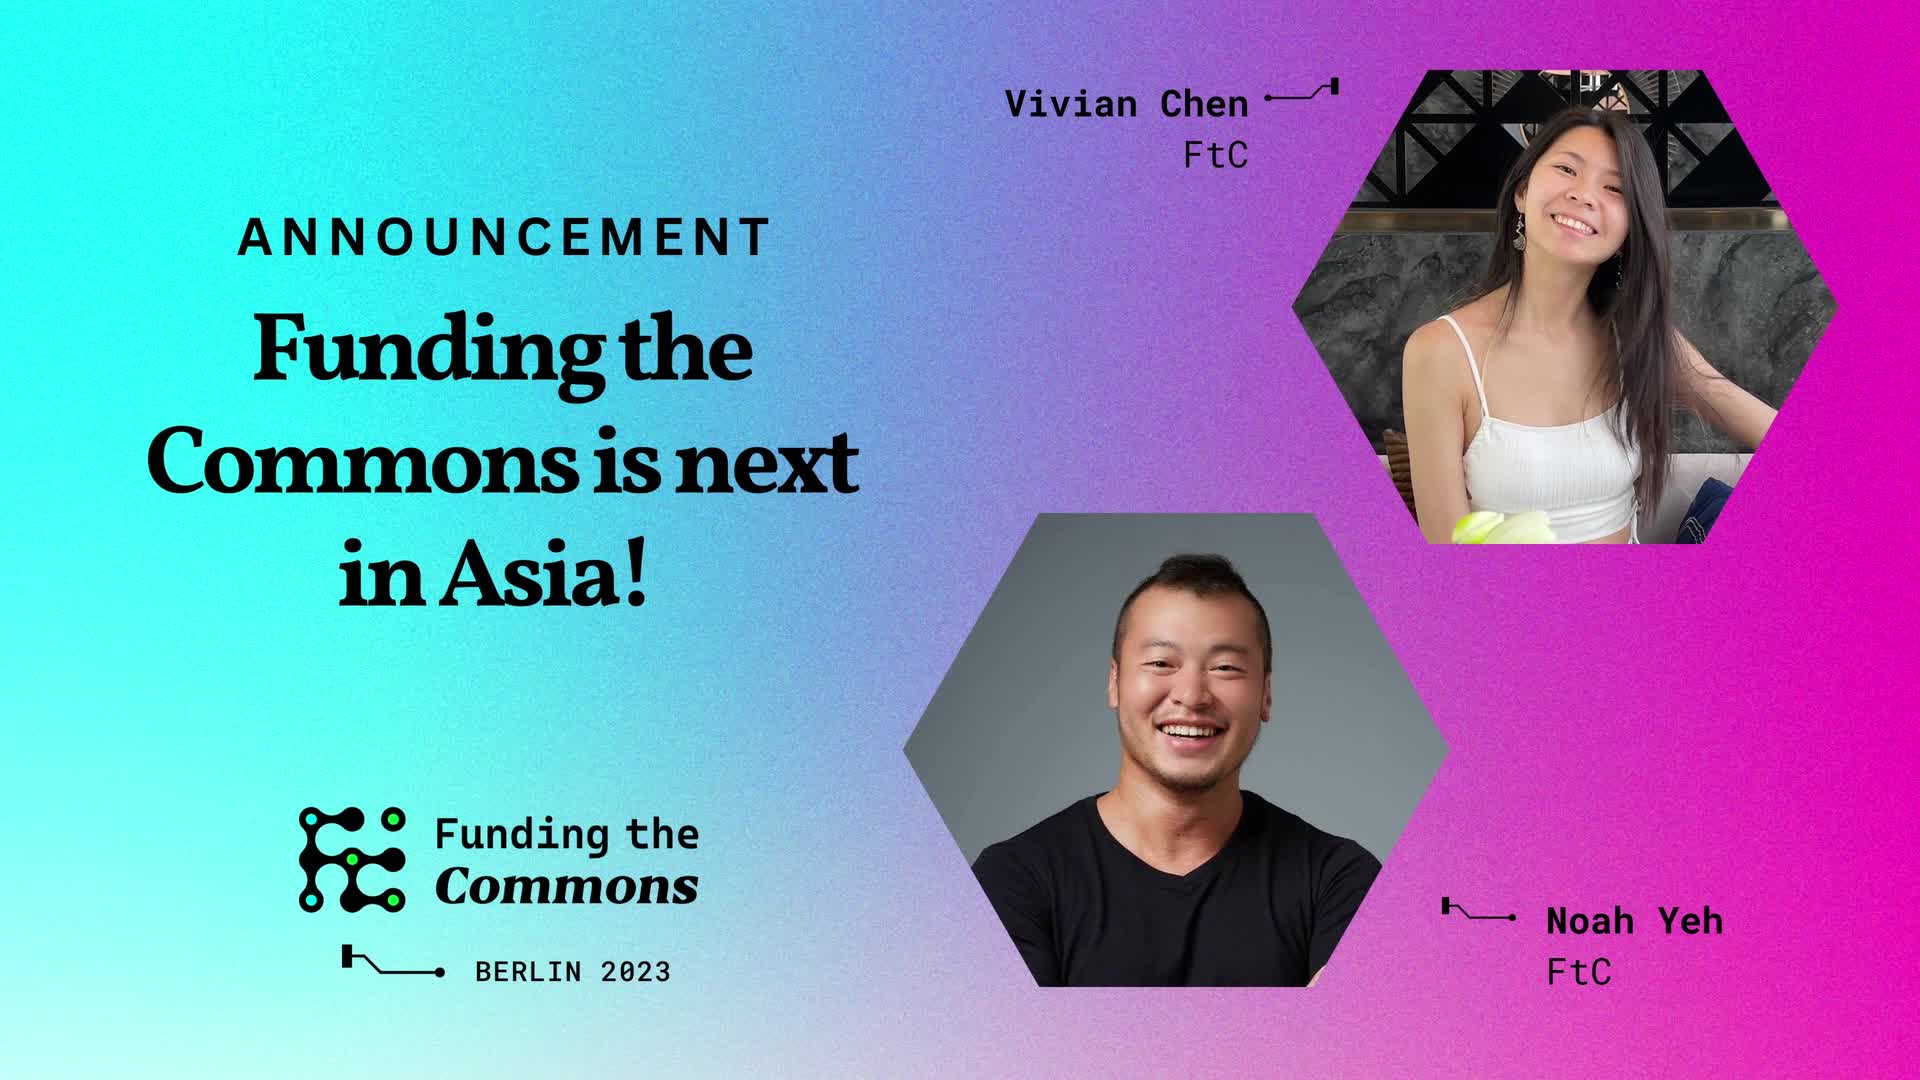 ANNOUNCEMENT
Funding the
Commons is next
in Asia!
Vivian Chen
FtC
Noah Yeh
FtC
Funding the
Commons
BERLIN 2023